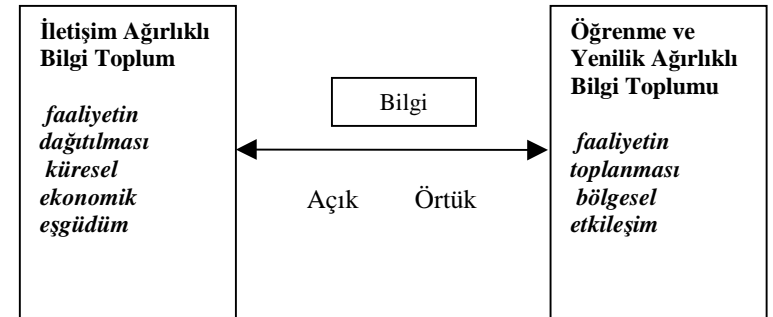 İletişim Ağırlıklı
Bilgi Toplum
faaliyetin
dağıtılması
küresel
ekonomik
eşgüdüm
Bilgi
Açık Örtük
Öğrenme ve
Yenilik Ağırlıklı
Bilgi Toplumu
faaliyetin
toplanması
bölgesel
etkileşim